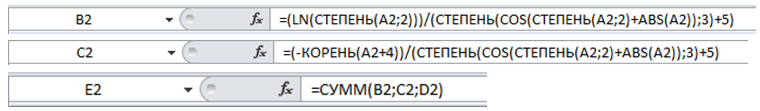 B2 fx =(LN(СТЕПЕНЬ(A2;2)))/(СТЕПЕНЬ(COS(СТЕПЕНЬ(A2;2)+ABS(A2));3)+5)
C2 fx =(-КОРЕНЬ(A2+4))/(СТЕПЕНЬ(COS(СТЕПЕНЬ(A2;2)+ABS(A2));3)+5)
E2 fx =СУММ(B2;C2;D2)